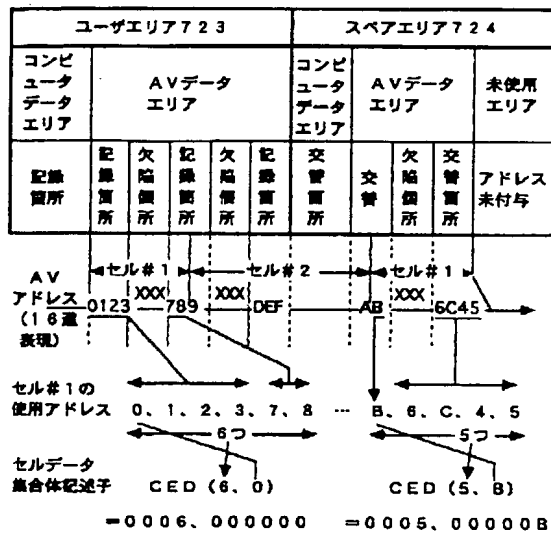 ユーザエリア723
スペアエリア724
コンピュータデータエリア
AVデータエリア
コンピュータデータエリア
AVデータエリア
未使用エリア
記録箇所
記録箇所
欠陥個所
記録箇所
欠陥個所
記録箇所
交替箇所
交替
欠陥個所
交替箇所
アドレス未付与
セル#1
セル#2
セル#1
AVアドレス(16進表現)
0123
XXX
789
XXX
DEF
AB
XXX
6C45
セル#1の使用アドレス
0、1、2、3、7、8 … B、6、C、4、5
6つ
5つ
セルデータ集合体記述子
CED(6、0)
CED(5、B)
=0006、000000
=0005、00000B